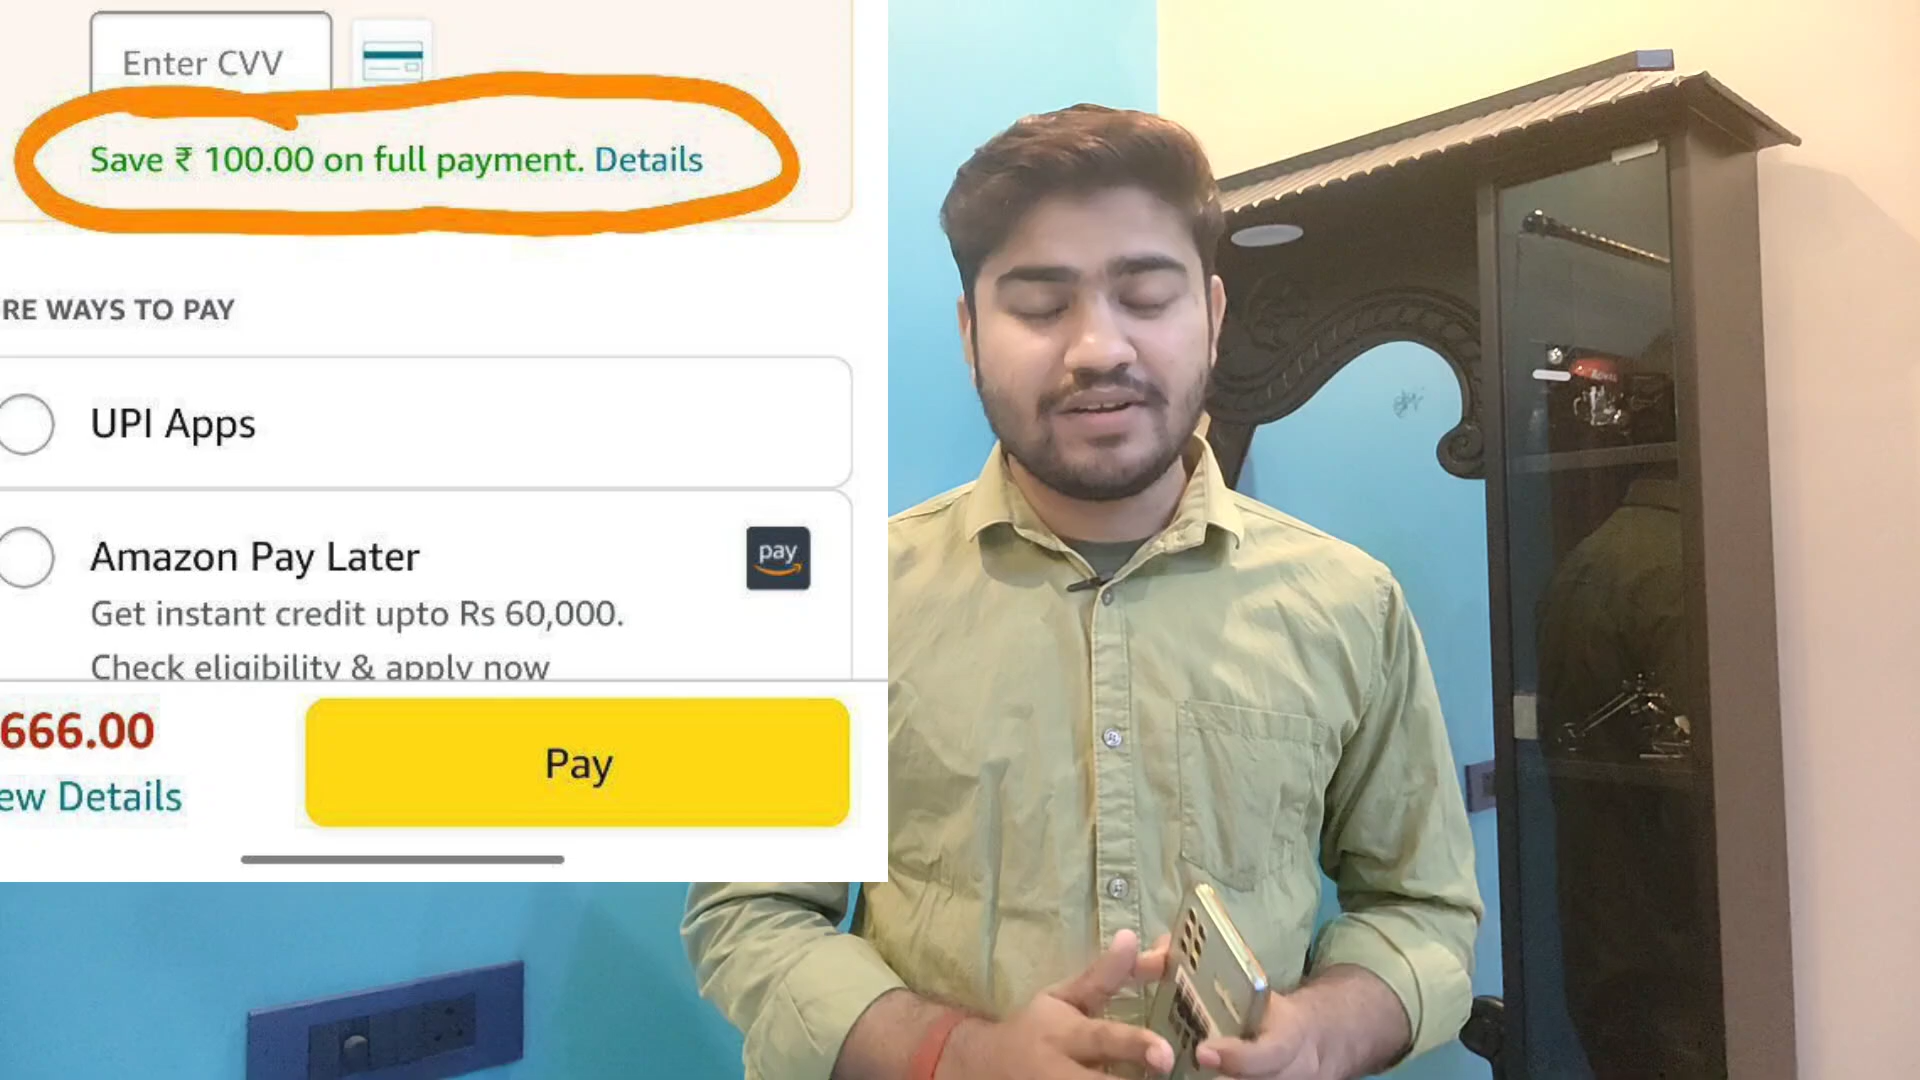 Enter CVV
Save ₹ 100.00 on full payment. Details
RE WAYS TO PAY
UPI Apps
Amazon Pay Later
pay
Get instant credit upto Rs 60,000.
Check eligibility & apply now
666.00
ew Details
Pay